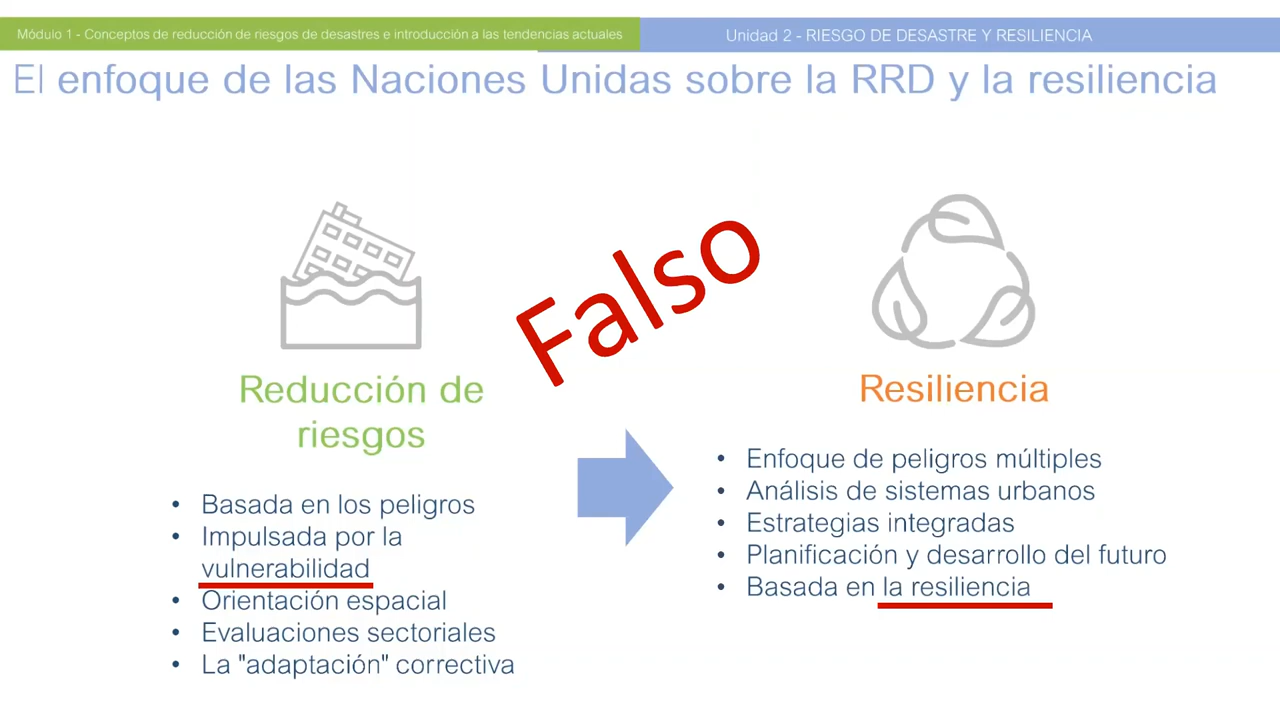 Módulo 1 - Conceptos de reducción de riesgos de desastres e introducción a las tendencias actuales
Unidad 2 - RIESGO DE DESASTRE Y RESILIENCIA
El enfoque de las Naciones Unidas sobre la RRD y la resiliencia
Falso
Reducción de
riesgos
• Basada en los peligros
• Impulsada por la
vulnerabilidad
• Orientación espacial
• Evaluaciones sectoriales
• La "adaptación" correctiva
Resiliencia
• Enfoque de peligros múltiples
• Análisis de sistemas urbanos
• Estrategias integradas
• Planificación y desarrollo del futuro
• Basada en la resiliencia